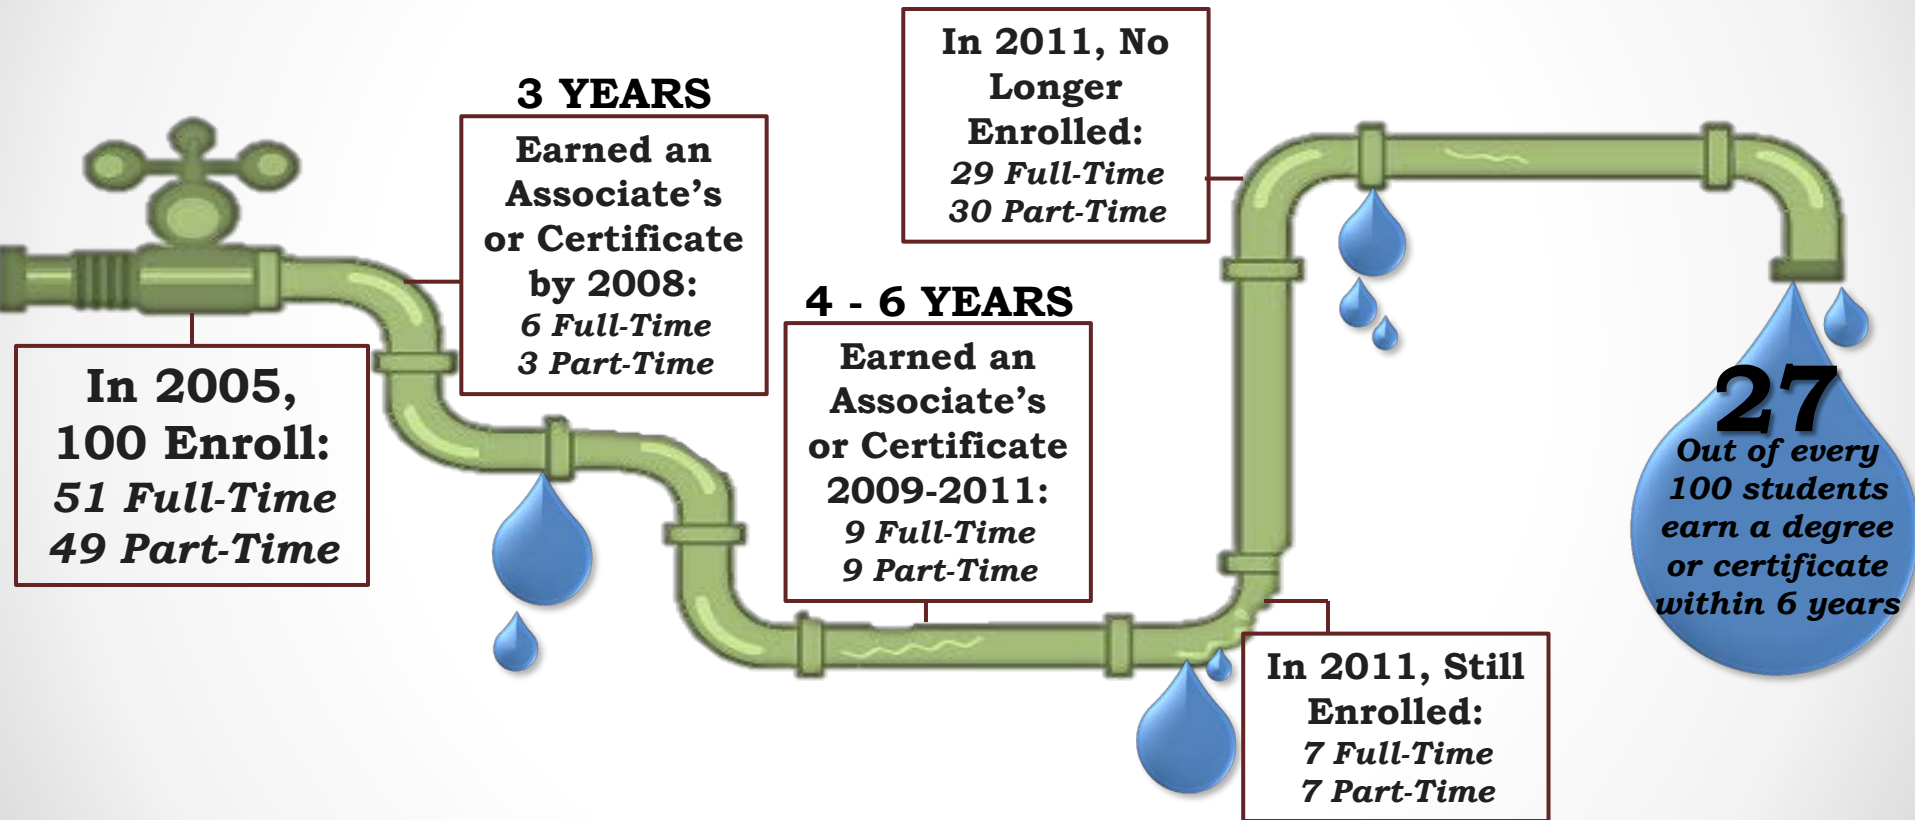 In 2005,
100 Enroll:
51 Full-Time
49 Part-Time
3 YEARS
Earned an
Associate’s
or Certificate
by 2008:
6 Full-Time
3 Part-Time
4 - 6 YEARS
Earned an
Associate’s
or Certificate
2009-2011:
9 Full-Time
9 Part-Time
In 2011, No
Longer
Enrolled:
29 Full-Time
30 Part-Time
In 2011, Still
Enrolled:
7 Full-Time
7 Part-Time
27
Out of every
100 students
earn a degree
or certificate
within 6 years